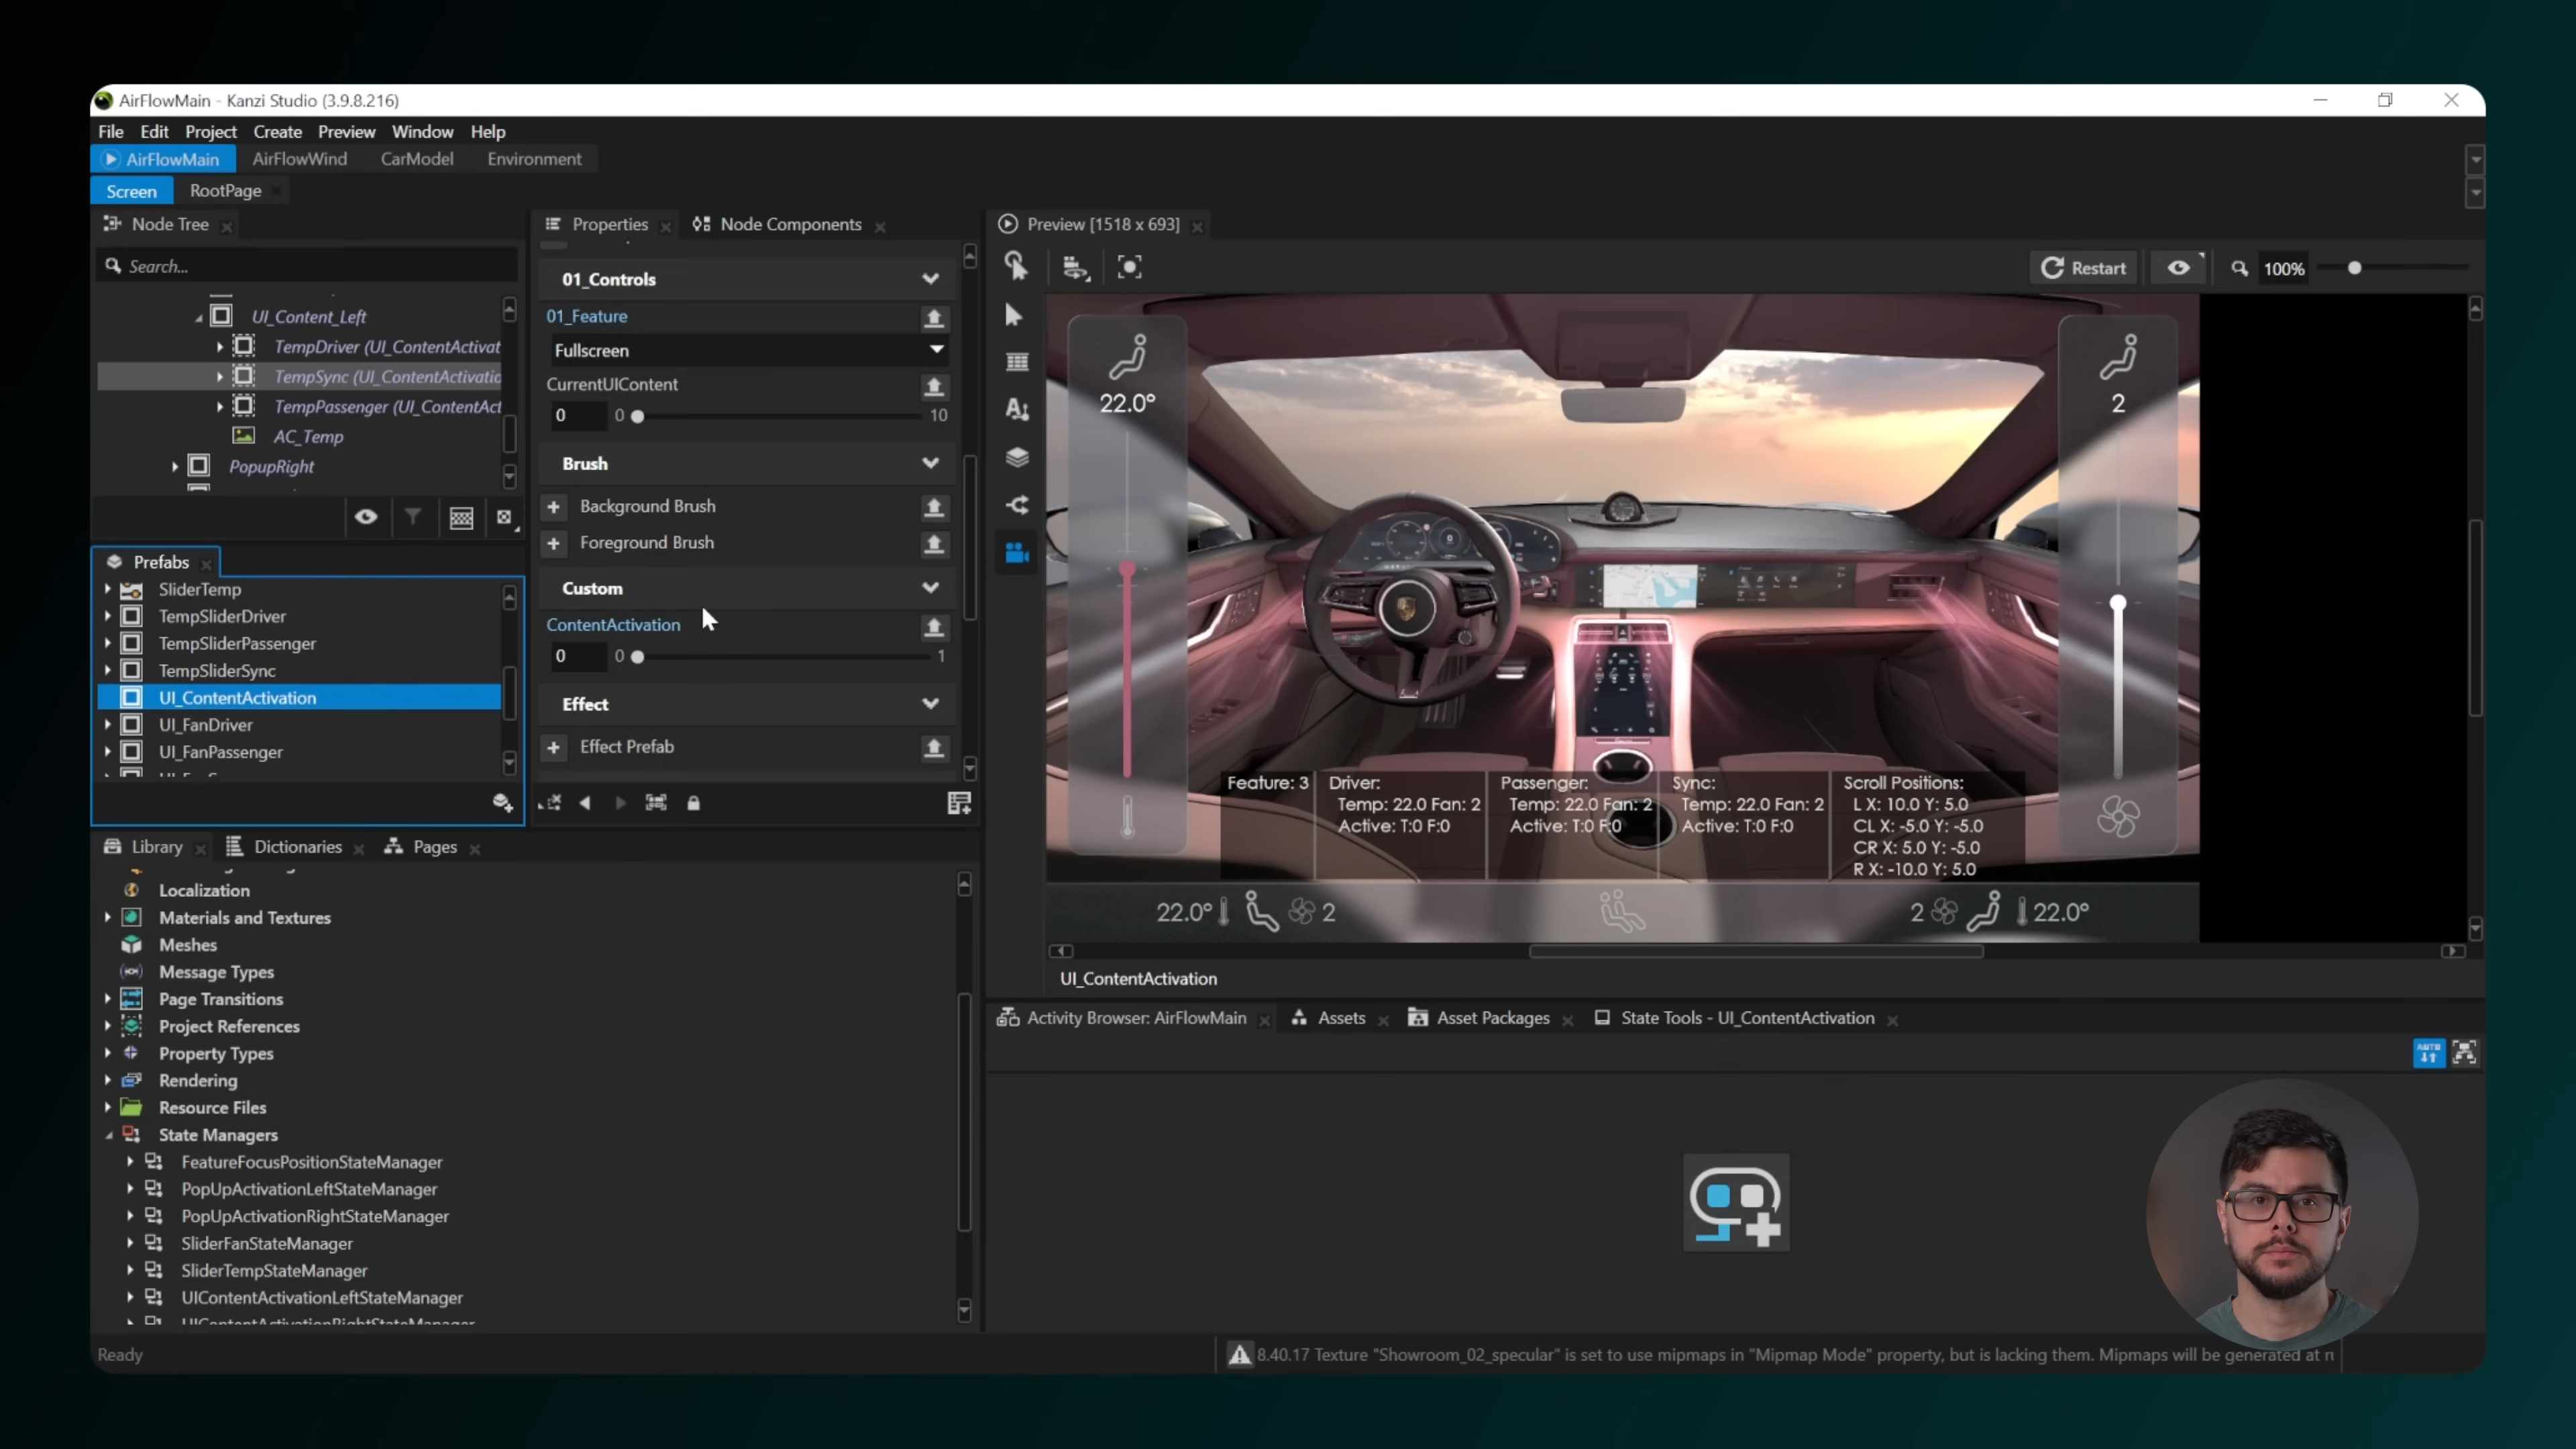 AirFlowMain - Kanzi Studio (3.9.8.216)
File Edit Project Create Preview Window Help
AirFlowMain AirFlowWind CarModel Environment
Screen RootPage
Node Tree
Search...
UI_Content_Left
TempDriver (UI_ContentActivat
TempSync (UI_ContentActivatio
TempPassenger (UI_ContentAct
AC_Temp
PopupRight
Prefabs
SliderTemp
TempSliderDriver
TempSliderPassenger
TempSliderSync
UI_ContentActivation
UI_FanDriver
UI_FanPassenger
Properties Node Components
01_Controls
01_Feature
Fullscreen
CurrentUIContent
0 0 10
Brush
Background Brush
Foreground Brush
Custom
ContentActivation
0 0 1
Effect
Effect Prefab
Library Dictionaries Pages
Localization
Materials and Textures
Meshes
Message Types
Page Transitions
Project References
Property Types
Rendering
Resource Files
State Managers
FeatureFocusPositionStateManager
PopUpActivationLeftStateManager
PopUpActivationRightStateManager
SliderFanStateManager
SliderTempStateManager
UIContentActivationLeftStateManager
UIContentActivationRightStateManager
Preview [1518 x 693]
Restart 100%
22.0°
2
Feature: 3
Driver:
Temp: 22.0 Fan: 2
Active: T:0 F:0
Passenger:
Temp: 22.0 Fan: 2
Active: T:0 F:0
Sync:
Temp: 22.0 Fan: 2
Active: T:0 F:0
Scroll Positions:
L X: 10.0 Y: 5.0
CL X: -5.0 Y: -5.0
CR X: 5.0 Y: -5.0
R X: -10.0 Y: 5.0
22.0° 2 2 22.0°
UI_ContentActivation
Activity Browser: AirFlowMain Assets Asset Packages State Tools - UI_ContentActivation
AUTO
Ready
8.40.17 Texture "Showroom_02_specular" is set to use mipmaps in "Mipmap Mode" property, but is lacking them. Mipmaps will be generated at r